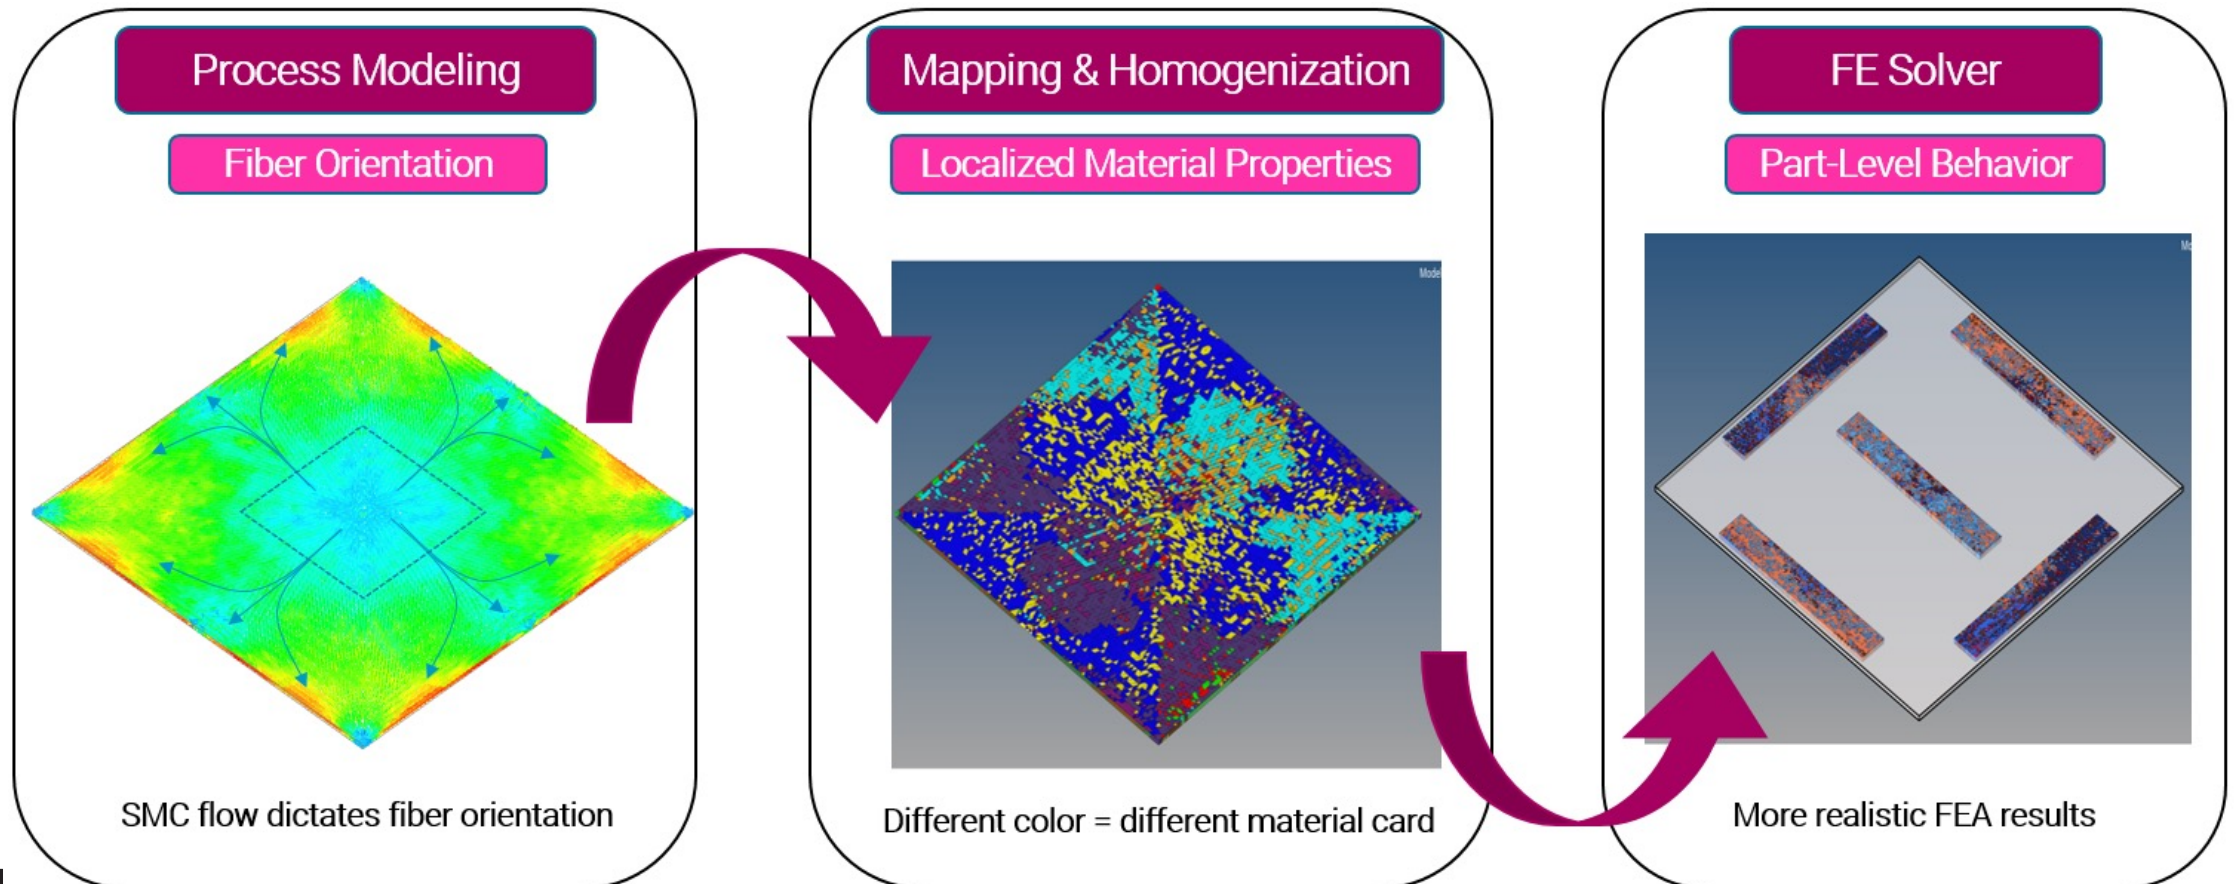 Process Modeling
Fiber Orientation
SMC flow dictates fiber orientation
Mapping & Homogenization
Localized Material Properties
Model
Different color = different material card
FE Solver
Part-Level Behavior
More realistic FEA results